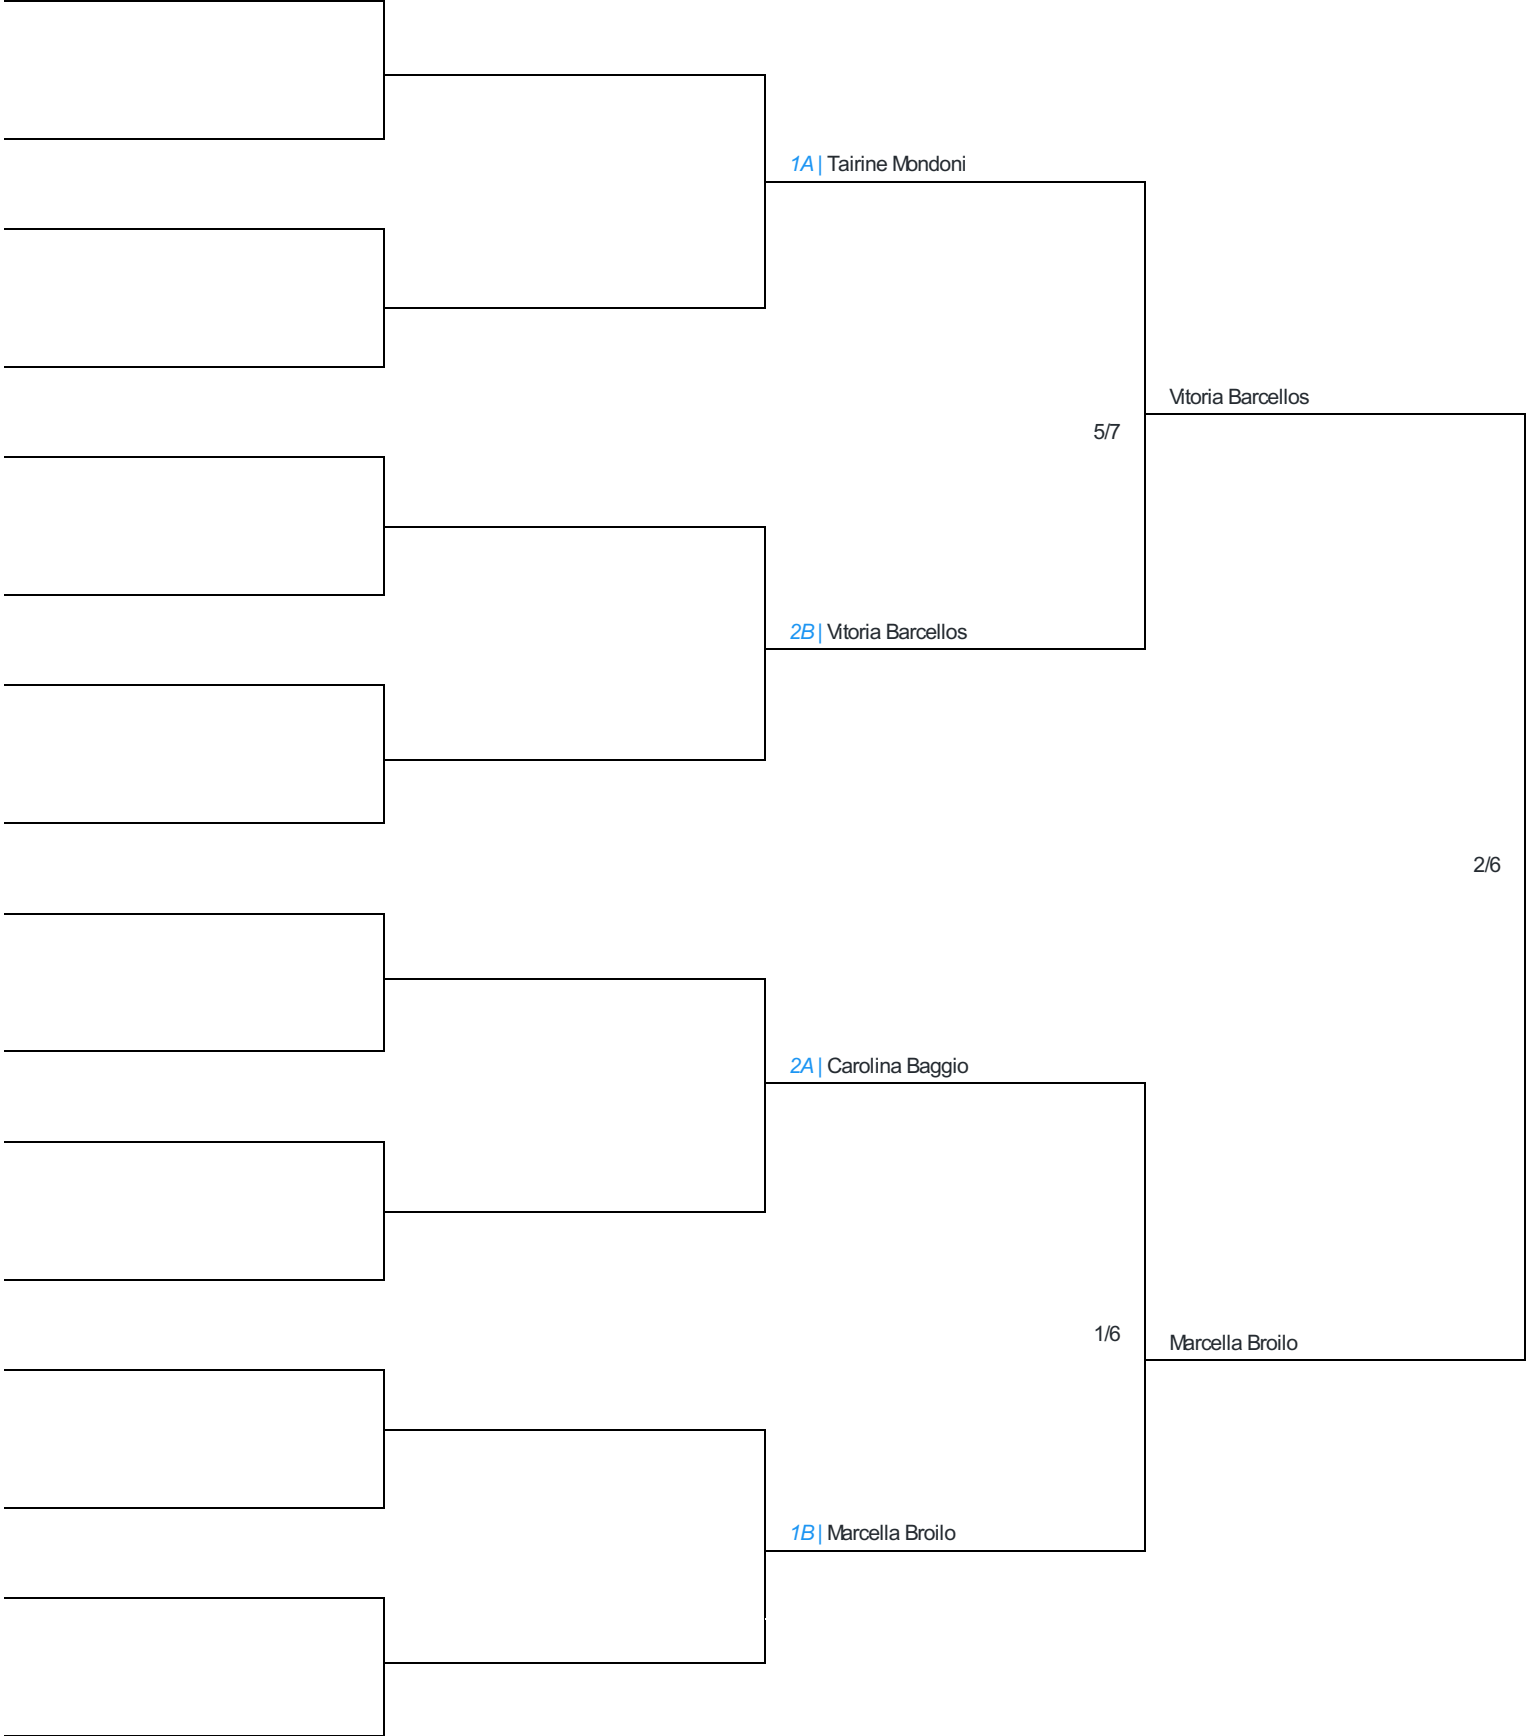 1A | Tairine Mondoni
Vitoria Barcellos
5/7
2B | Vitoria Barcellos
2/6
2A | Carolina Baggio
1/6
Marcella Broilo
1B | Marcella Broilo